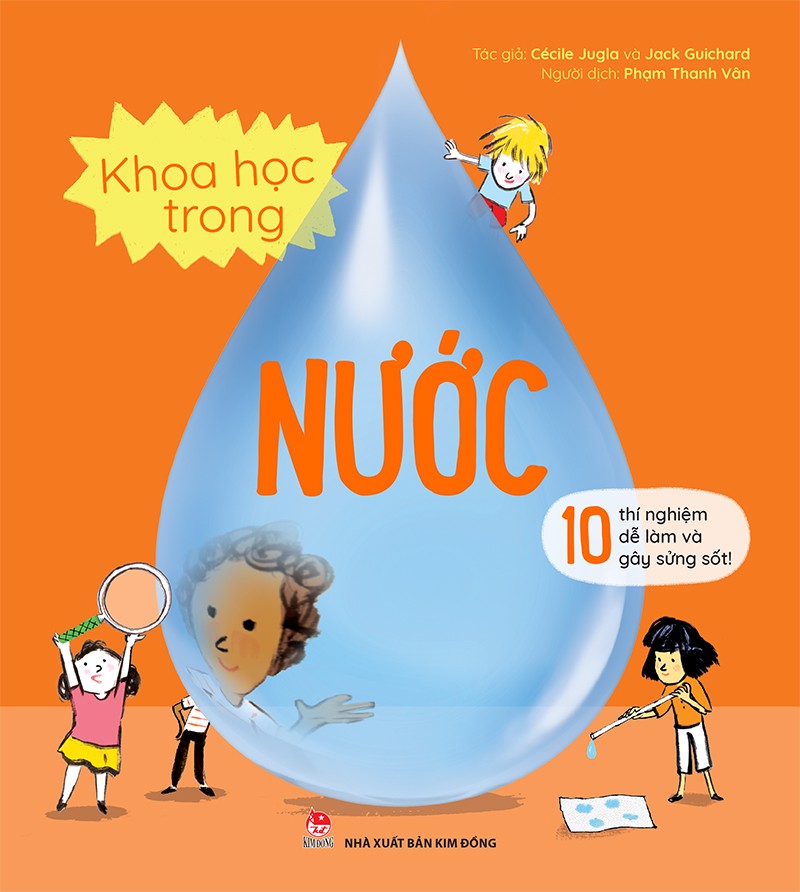 Tác giả: Cécile Jugla và Jack Guichard
Người dịch: Phạm Thanh Vân
Khoa học
trong
NƯỚC
10
thí nghiệm
dễ làm và
gây sửng sốt!
KIM ĐỒNG
NHÀ XUẤT BẢN KIM ĐỒNG